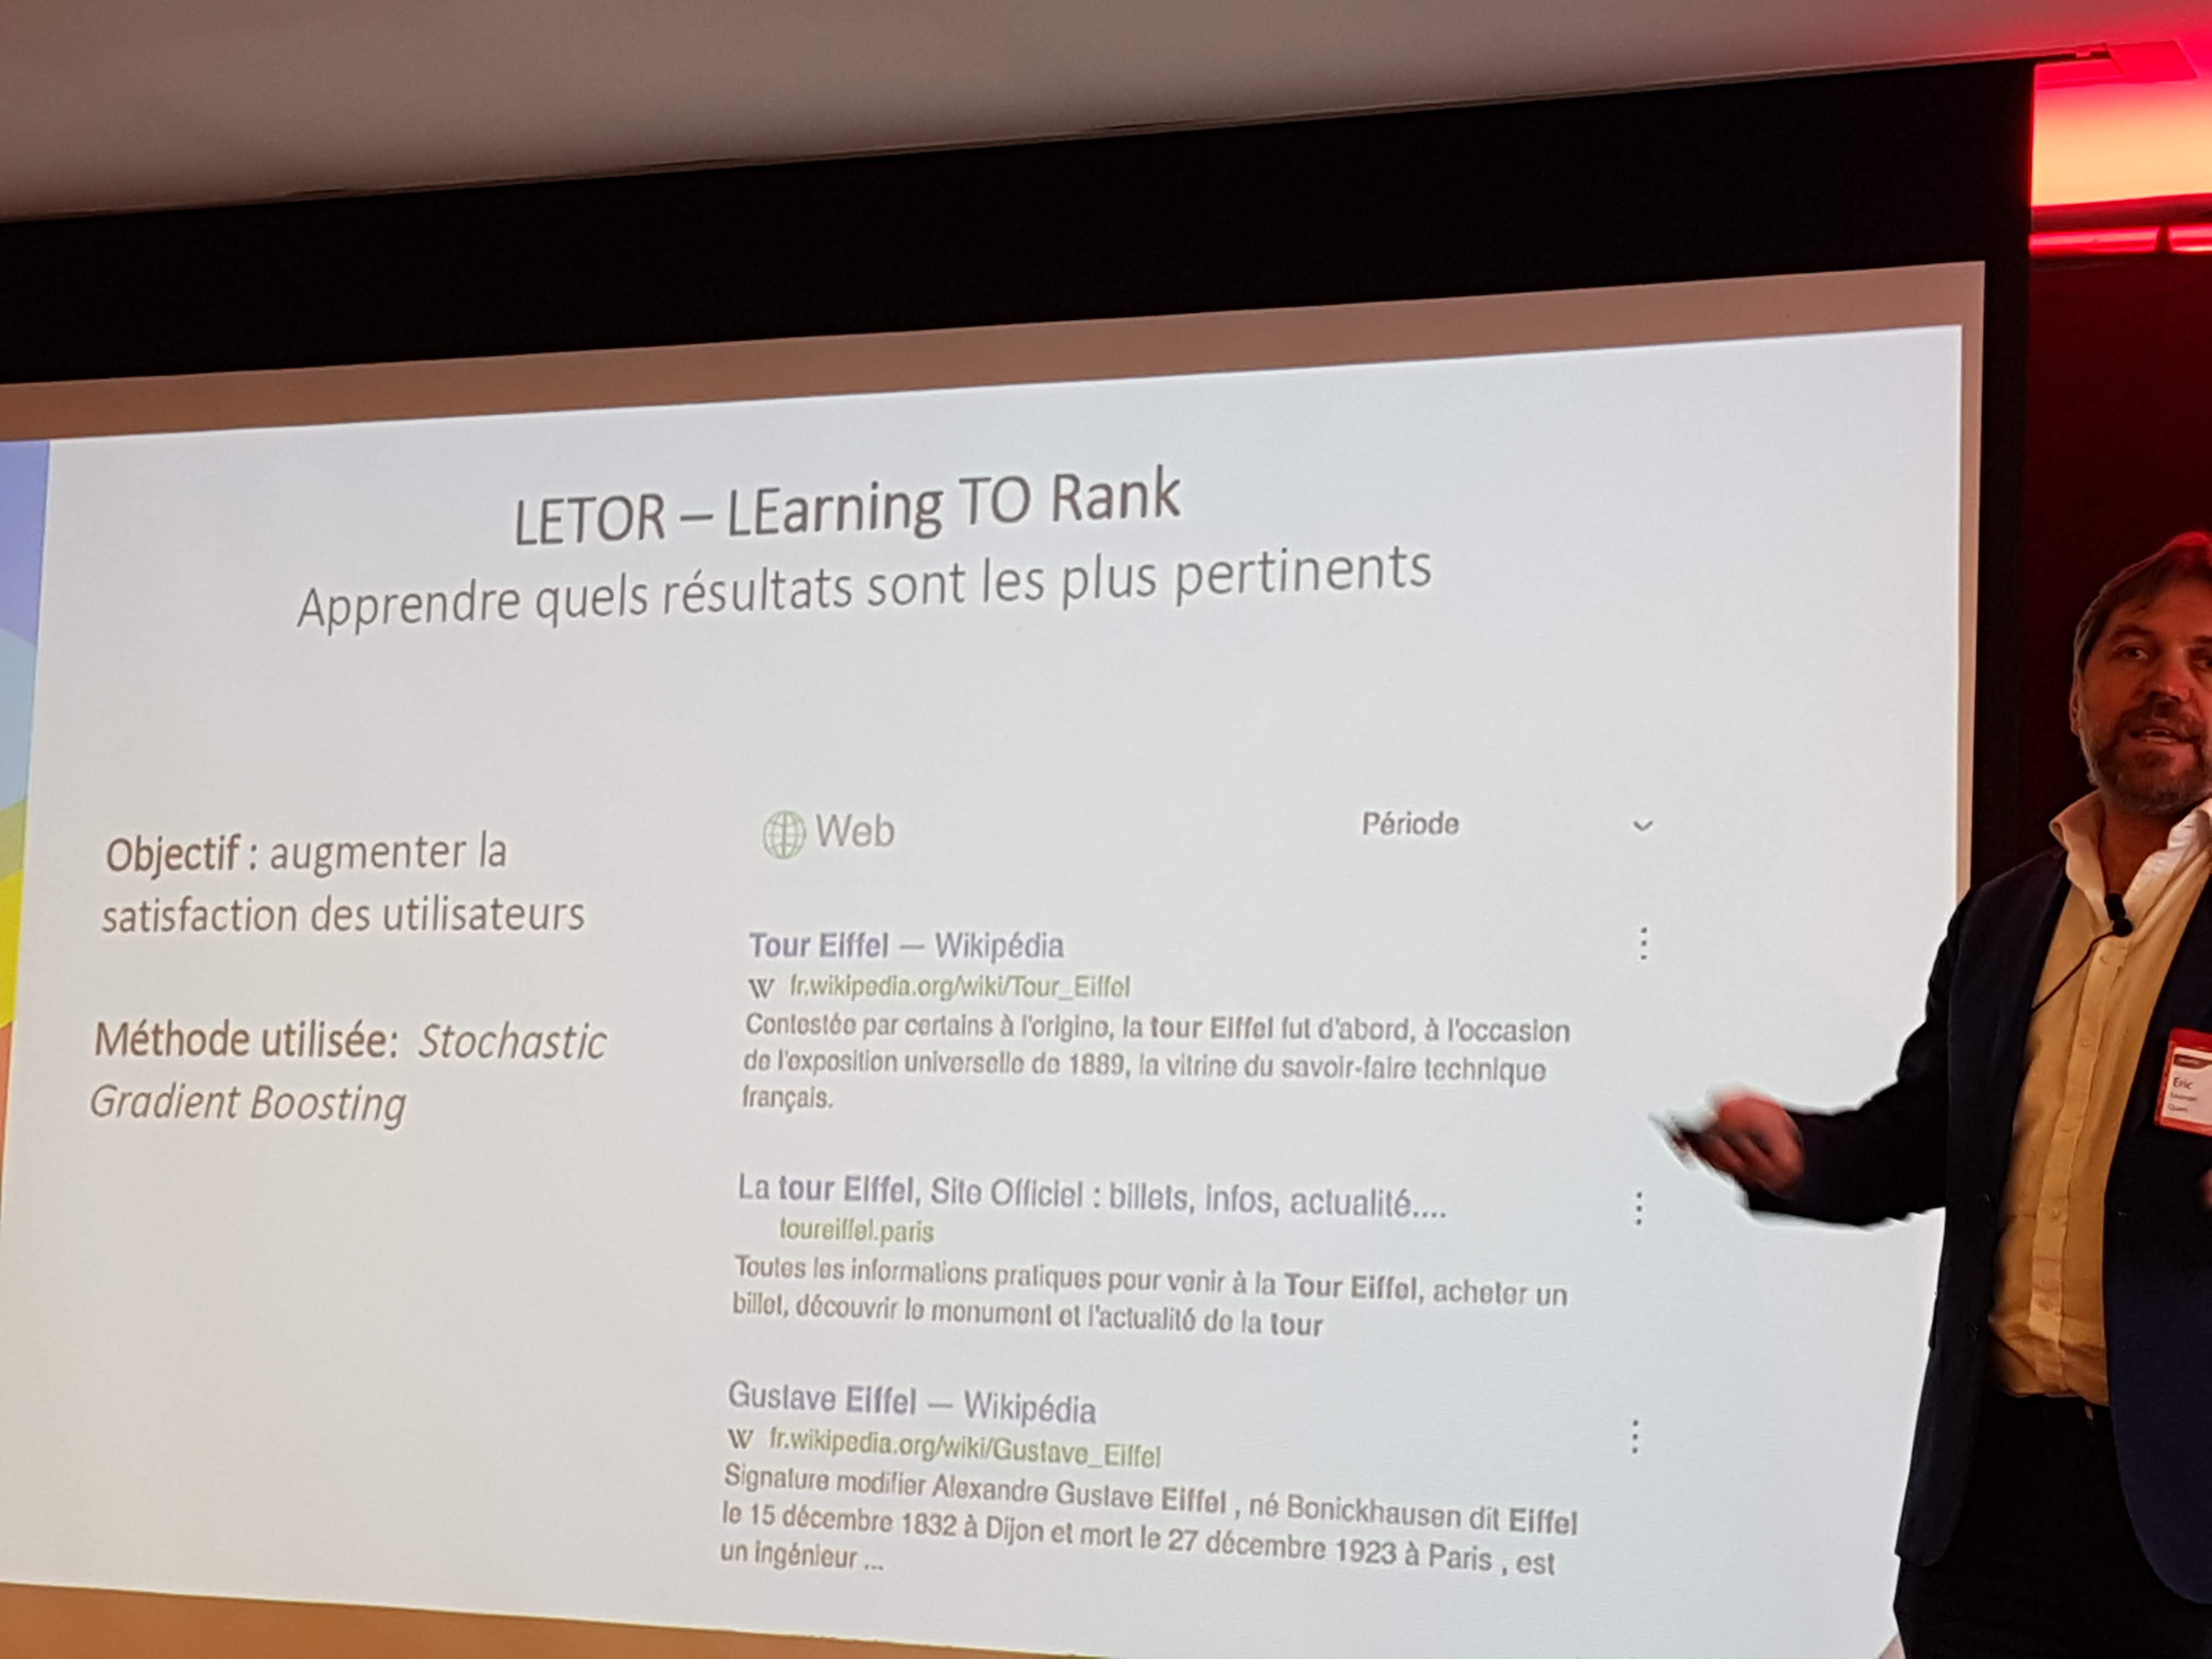 LETOR – LEarning TO Rank
Apprendre quels résultats sont les plus pertinents
Objectif : augmenter la
satisfaction des utilisateurs
Méthode utilisée: Stochastic
Gradient Boosting
Web
Période
Tour Eiffel — Wikipédia
W fr.wikipedia.org/wiki/Tour_Eiffel
Contestée par certains à l'origine, la tour Eiffel fut d'abord, à l'occasion
de l'exposition universelle de 1889, la vitrine du savoir-faire technique
français.
La tour Eiffel, Site Officiel : billets, infos, actualité....
toureiffel.paris
Toutes les informations pratiques pour venir à la Tour Eiffel, acheter un
billet, découvrir le monument et l'actualité de la tour
Gustave Eiffel — Wikipédia
W fr.wikipedia.org/wiki/Gustave_Eiffel
Signature modifier Alexandre Gustave Eiffel , né Bonickhausen dit Eiffel
le 15 décembre 1832 à Dijon et mort le 27 décembre 1923 à Paris , est
un ingénieur ...
Eric